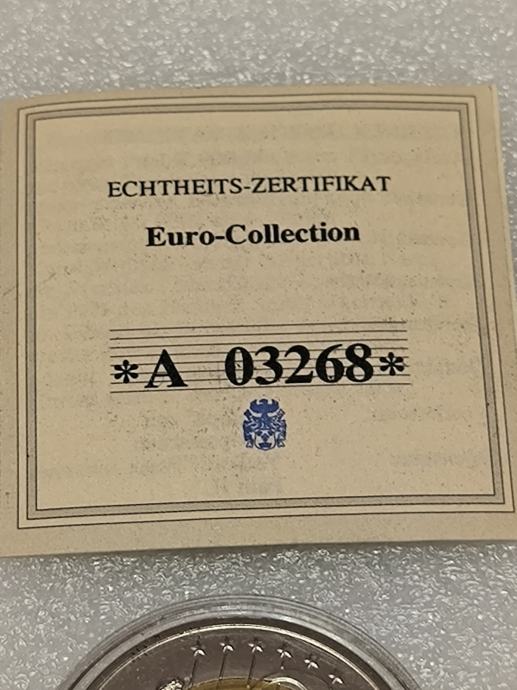 ECHTHEITS-ZERTIFIKAT
Euro-Collection
*A 03268*